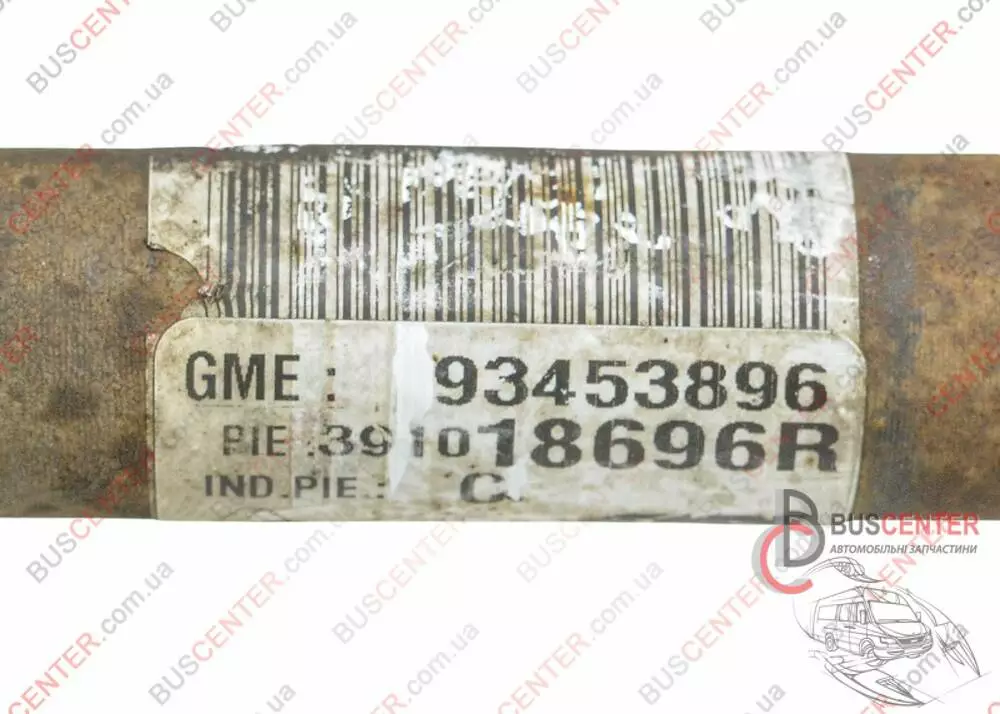 GME : 93453896
PIE :391018696R
IND.PIE : C
BUSCENTER
АВТОМОБІЛЬНІ ЗАПЧАСТИНИ
BUSCENTER.com.ua